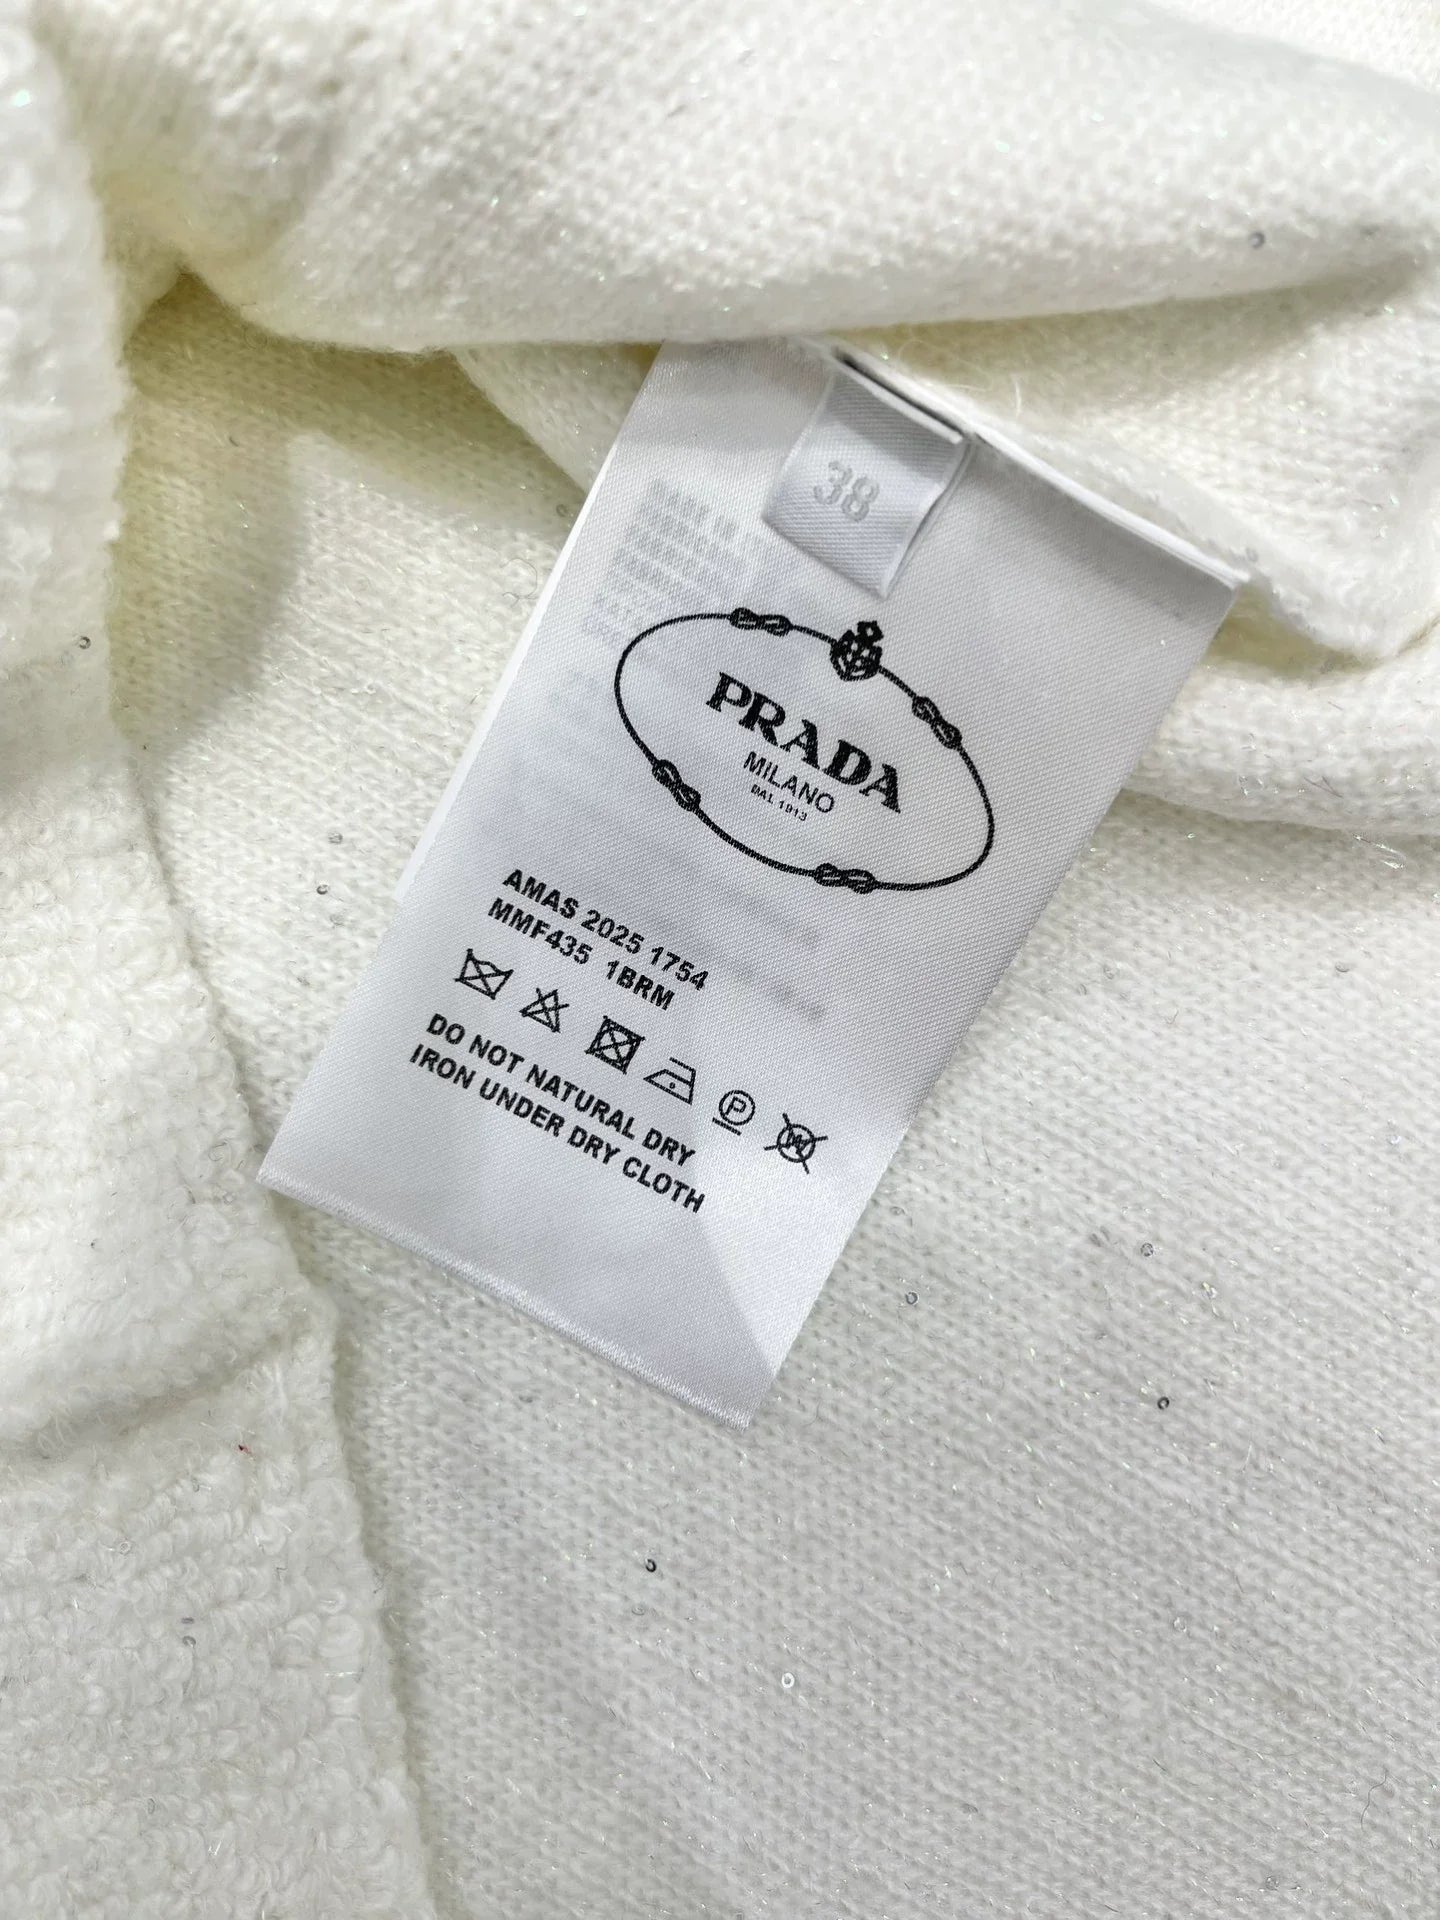 38
PRADA
MILANO
DAL 1913
AMAS 2025 1754
MMF435 1BRM
P
DO NOT NATURAL DRY
IRON UNDER DRY CLOTH